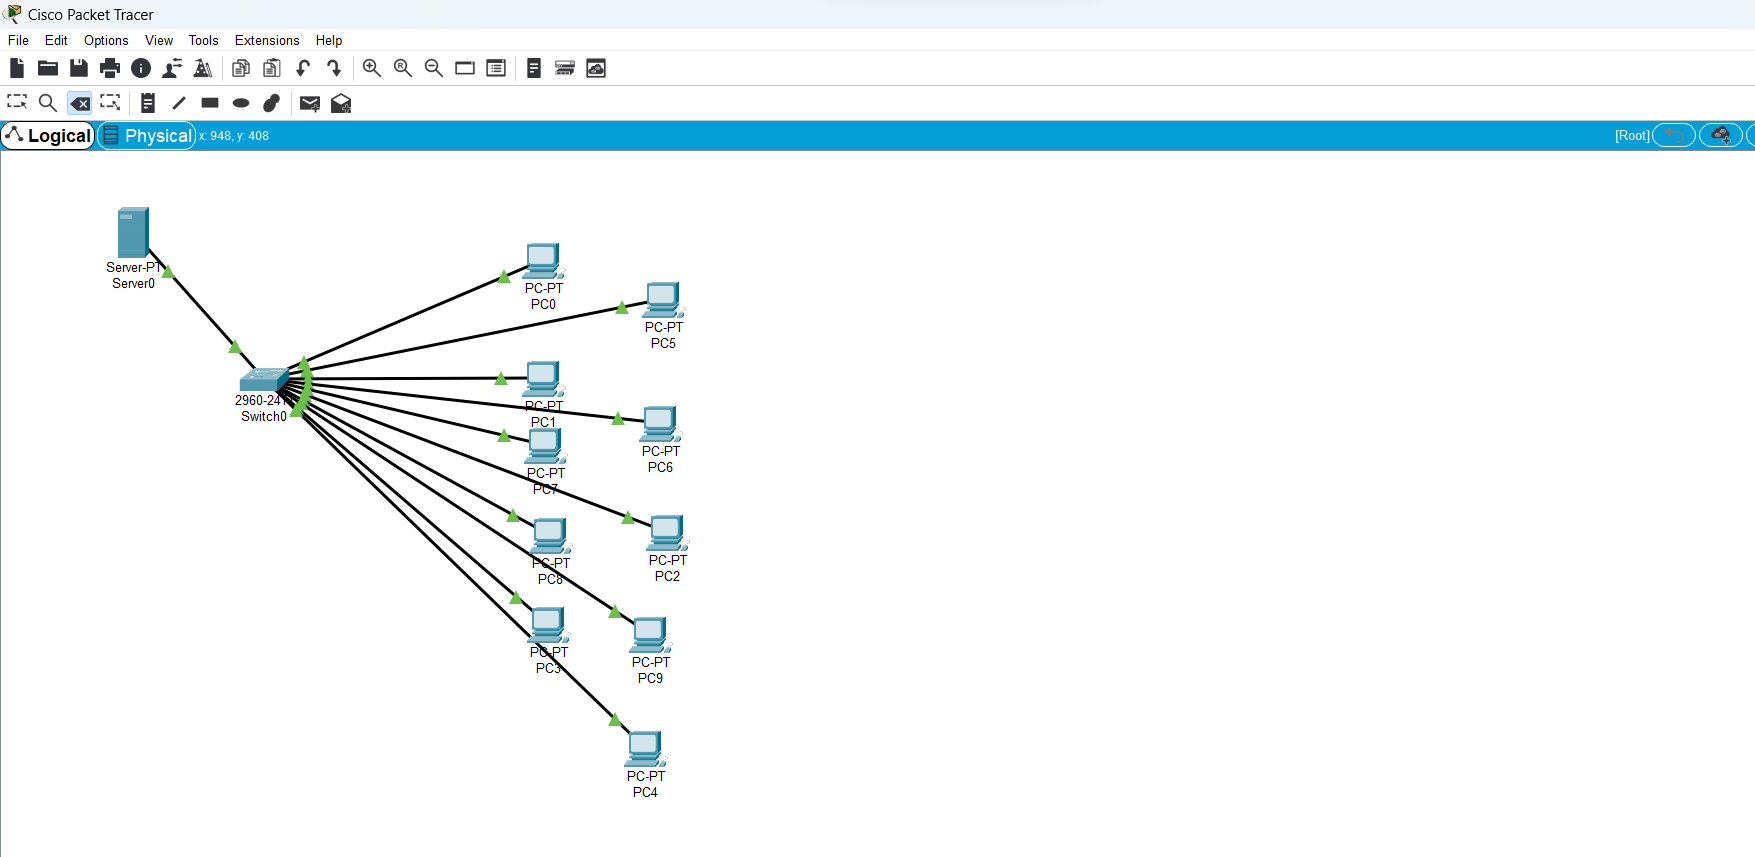 Cisco Packet Tracer
File Edit Options View Tools Extensions Help
Logical Physical x: 948, y: 408 [Root]
Server-PT
Server0
PC-PT
PC0
PC-PT
PC5
2960-24
Switch0
PC-PT
PC1
PC-PT
PC6
PC-PT
PC7
PC-PT
PC2
PC-PT
PC8
PC-PT
PC3
PC-PT
PC9
PC-PT
PC4